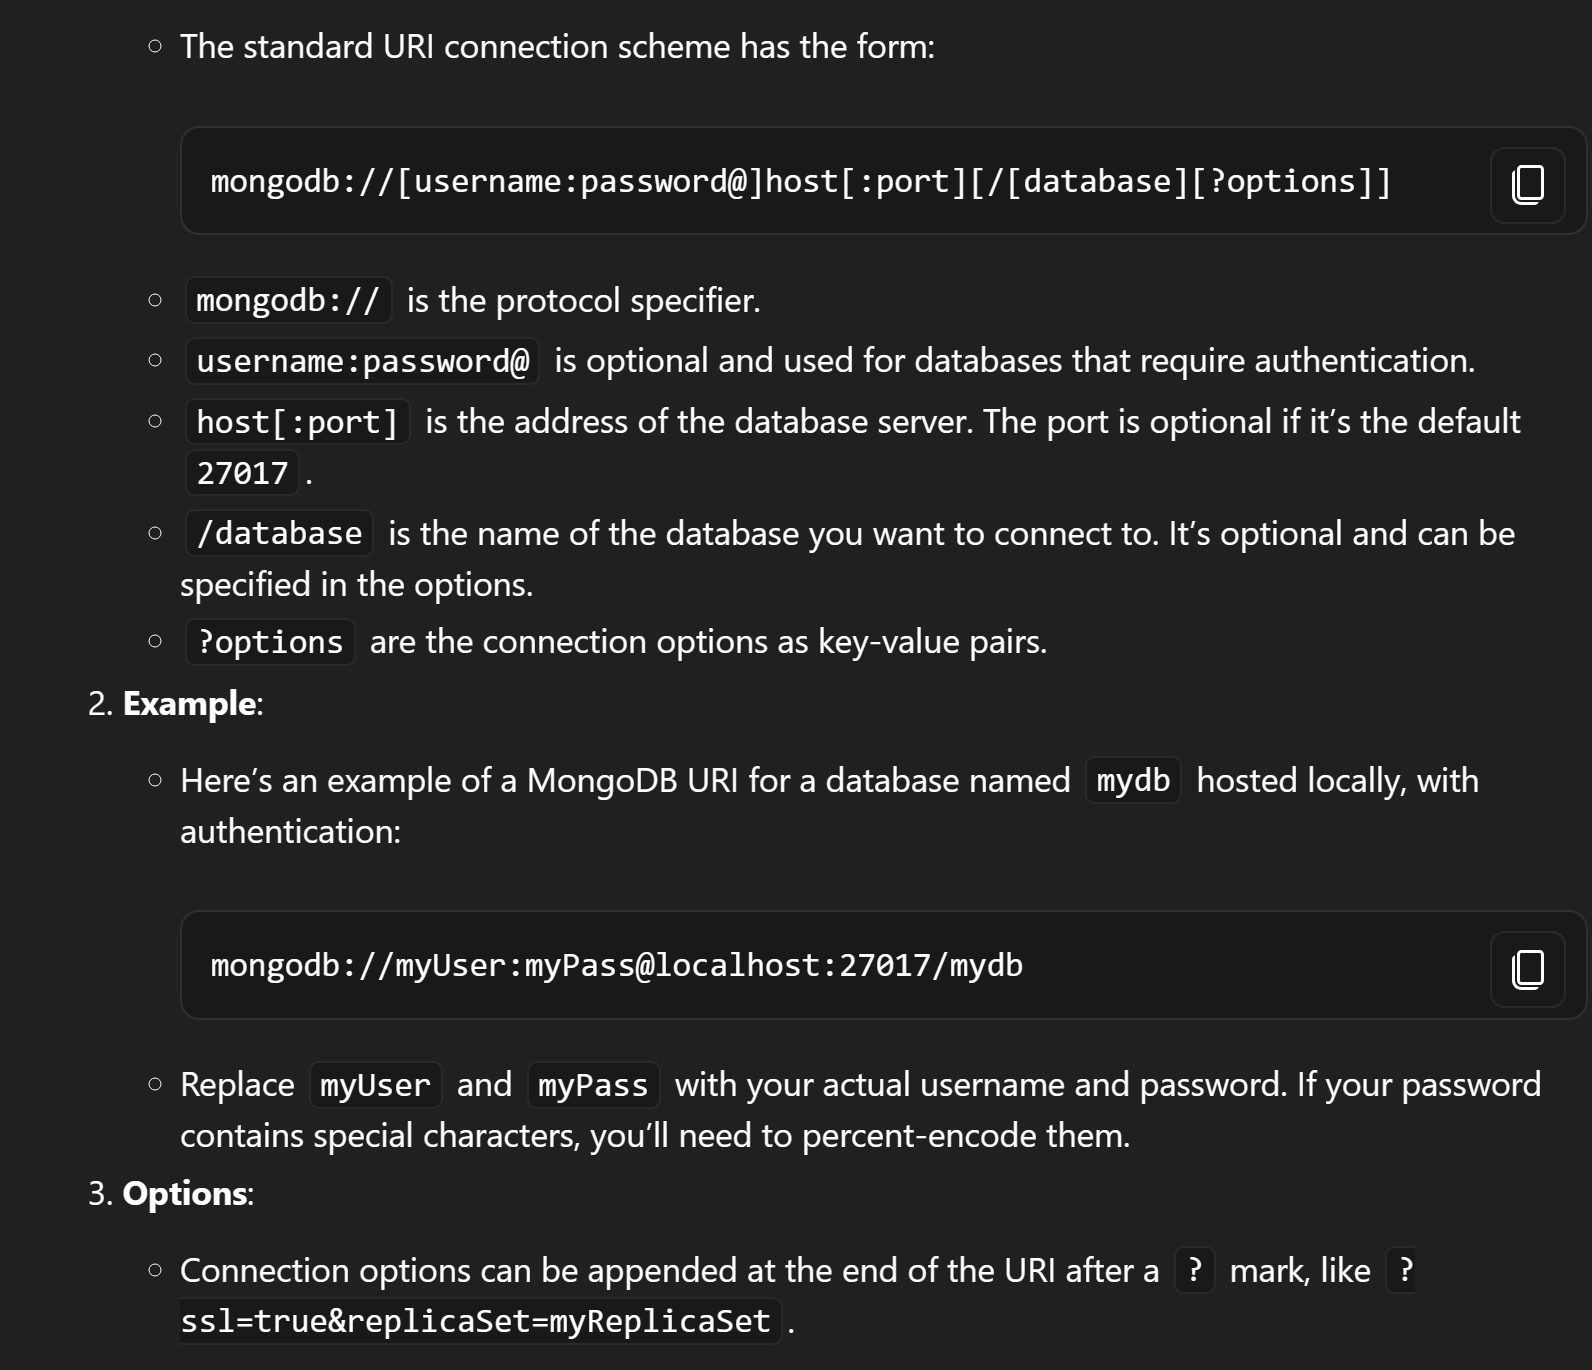 The standard URI connection scheme has the form:
mongodb://[username:password@]host[:port][/[database][?options]]
mongodb:// is the protocol specifier.
username:password@ is optional and used for databases that require authentication.
host[:port] is the address of the database server. The port is optional if it’s the default
27017.
/database is the name of the database you want to connect to. It’s optional and can be
specified in the options.
?options are the connection options as key-value pairs.
2. Example:
Here’s an example of a MongoDB URI for a database named mydb hosted locally, with
authentication:
mongodb://myUser:myPass@localhost:27017/mydb
Replace myUser and myPass with your actual username and password. If your password
contains special characters, you’ll need to percent-encode them.
3. Options:
Connection options can be appended at the end of the URI after a ? mark, like ?
ssl=true&replicaSet=myReplicaSet.